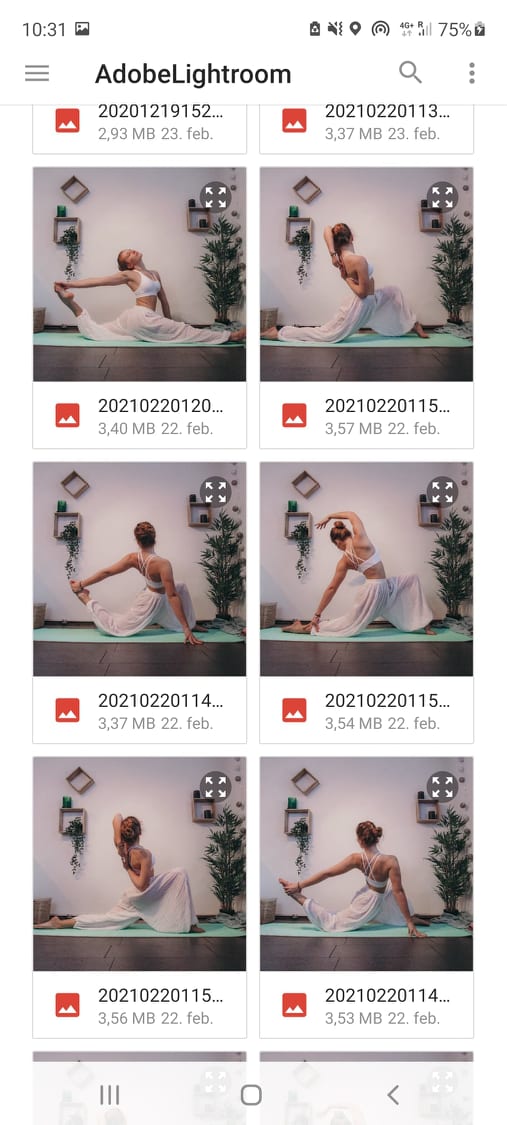 10:31 4G+ R 75%
AdobeLightroom
20201219152... 20210220113...
2,93 MB 23. feb. 3,37 MB 23. feb.
20210220120... 20210220115...
3,40 MB 22. feb. 3,57 MB 22. feb.
20210220114... 20210220115...
3,37 MB 22. feb. 3,54 MB 22. feb.
20210220115... 20210220114...
3,56 MB 22. feb. 3,53 MB 22. feb.